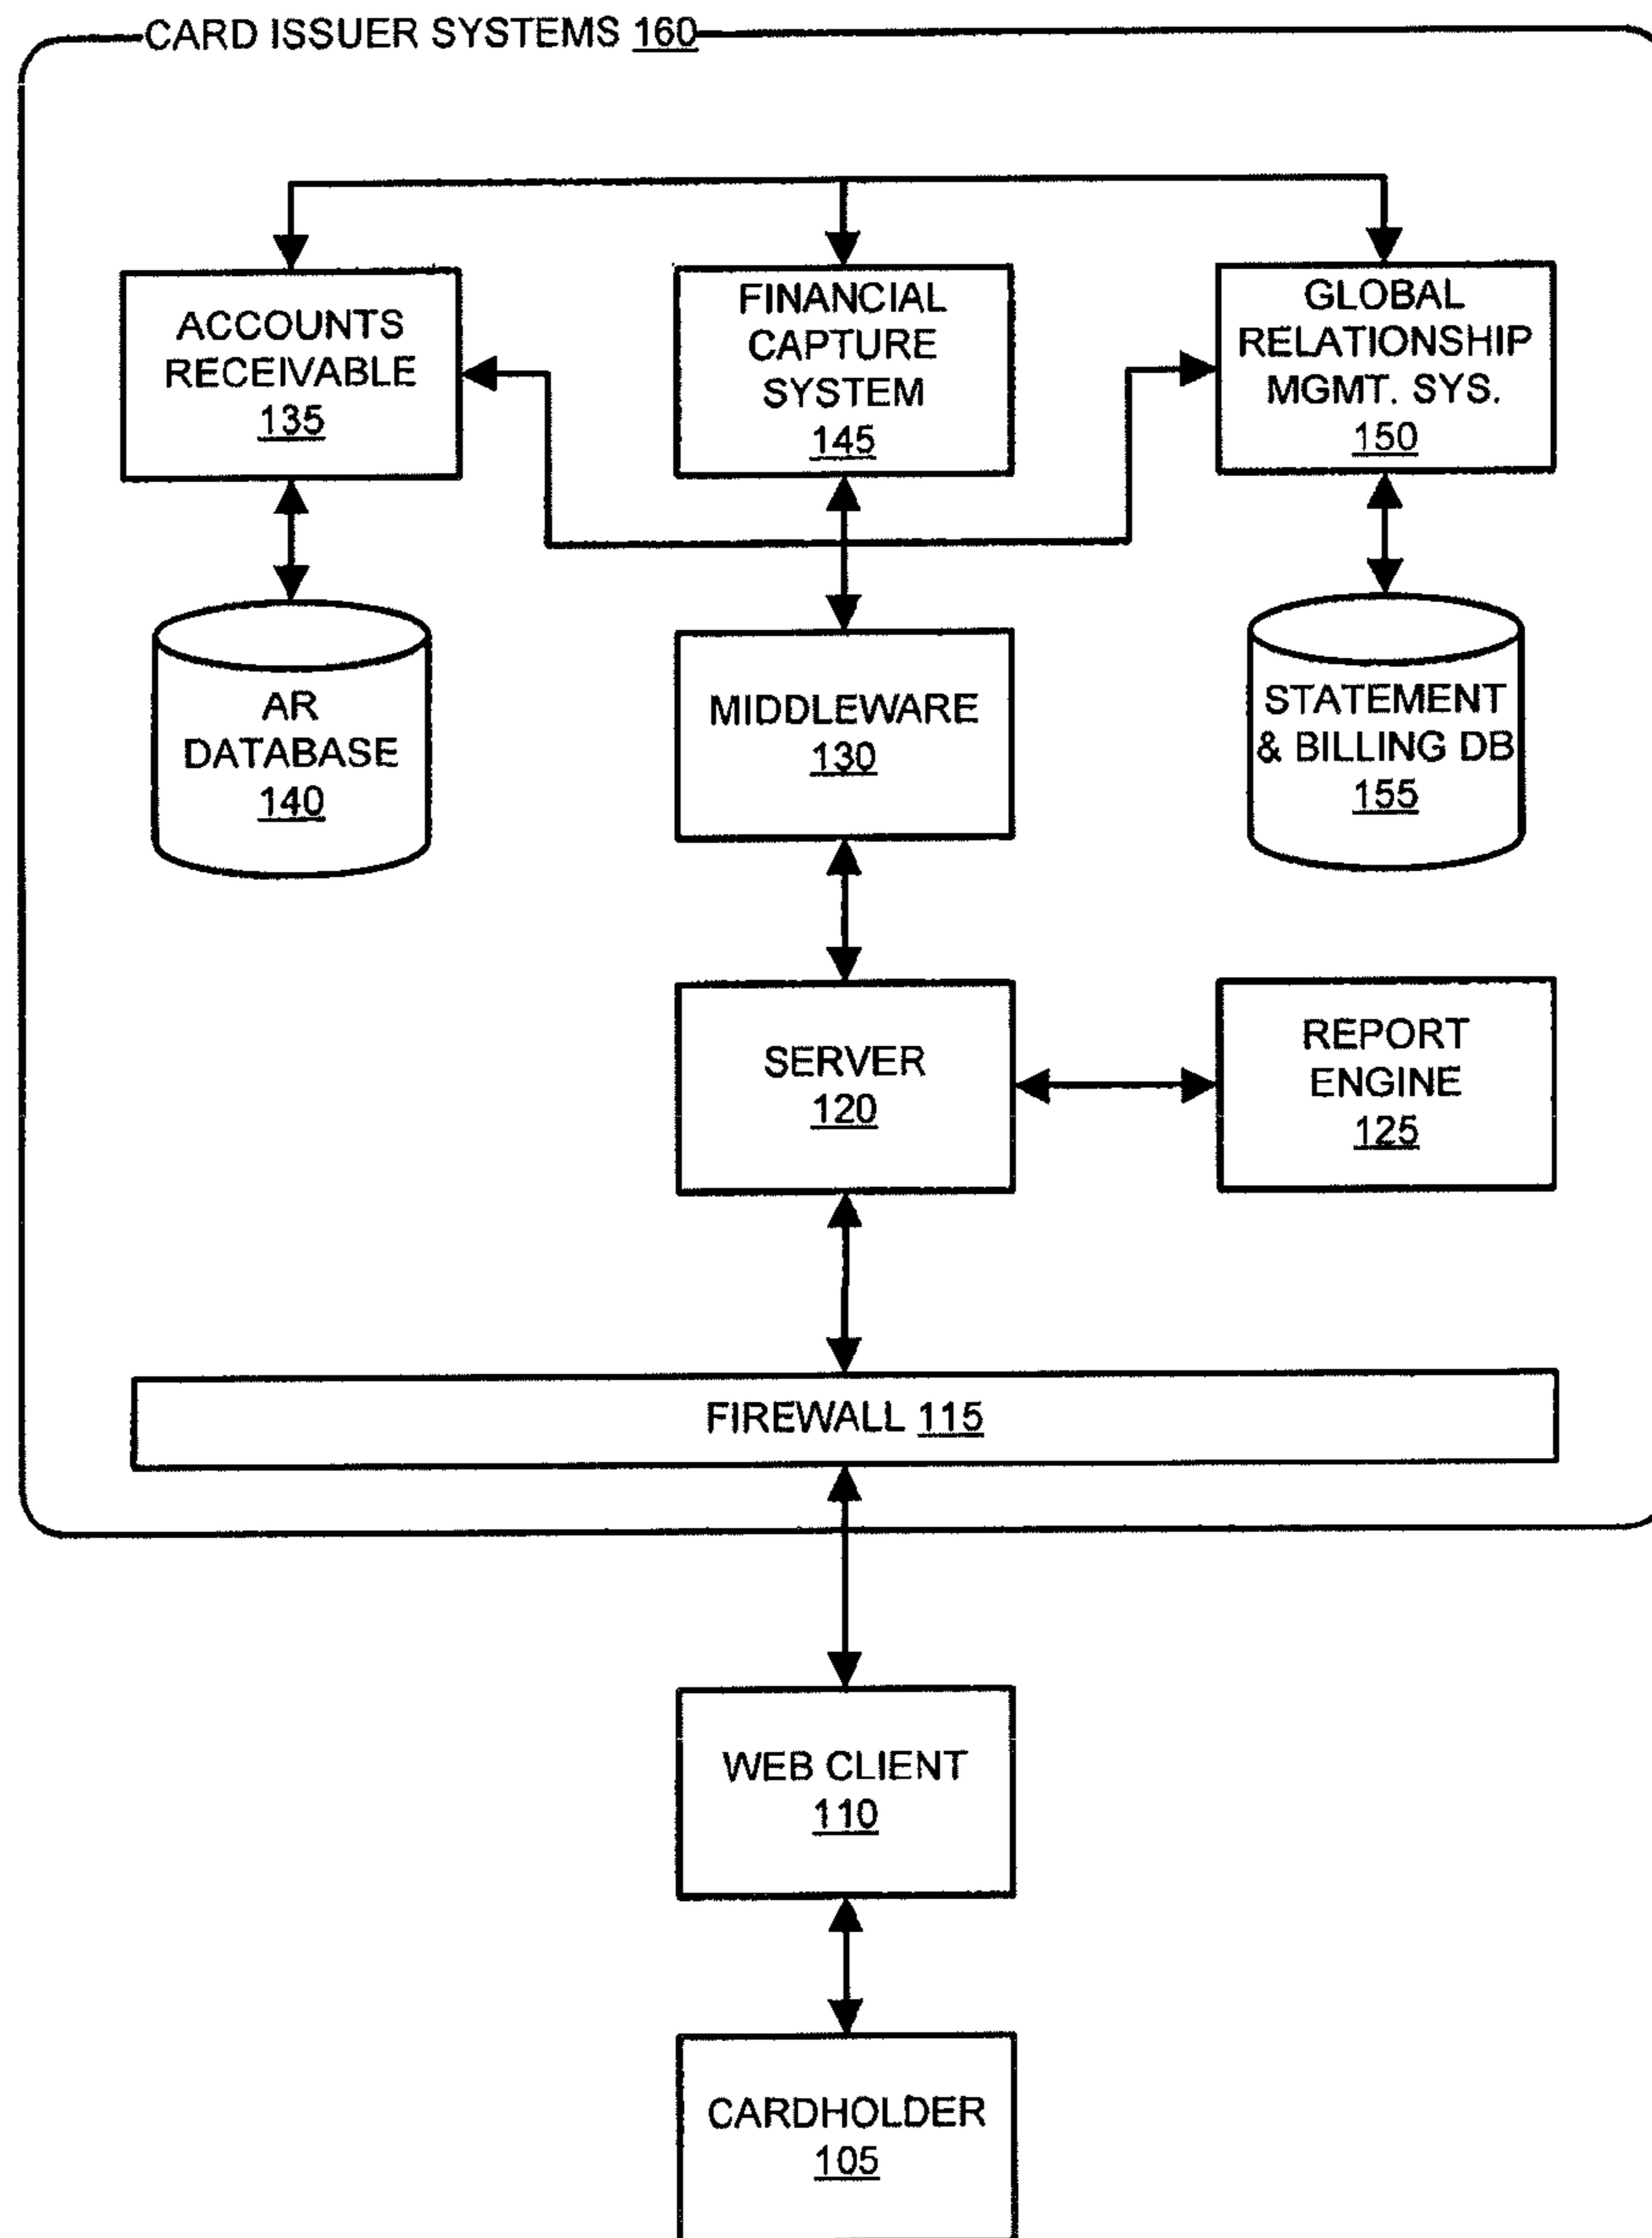 CARD ISSUER SYSTEMS 160
ACCOUNTS
RECEIVABLE
135
FINANCIAL
CAPTURE
SYSTEM
145
GLOBAL
RELATIONSHIP
MGMT. SYS.
150
AR
DATABASE
140
MIDDLEWARE
130
STATEMENT
& BILLING DB
155
SERVER
120
REPORT
ENGINE
125
FIREWALL 115
WEB CLIENT
110
CARDHOLDER
105